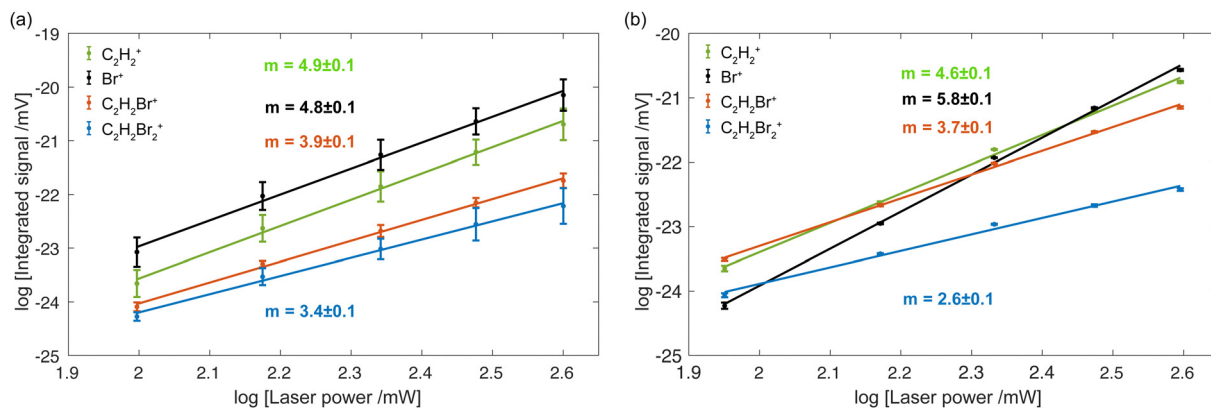 (a)
-19
-20
-21
-22
-23
-24
-25
log [Integrated signal /mV]
C₂H₂⁺
Br⁺
C₂H₂Br⁺
C₂H₂Br₂⁺
m = 4.9±0.1
m = 4.8±0.1
m = 3.9±0.1
m = 3.4±0.1
1.9 2 2.1 2.2 2.3 2.4 2.5 2.6
log [Laser power /mW]
(b)
-20
-21
-22
-23
-24
-25
log [Integrated signal /mV]
C₂H₂⁺
Br⁺
C₂H₂Br⁺
C₂H₂Br₂⁺
m = 4.6±0.1
m = 5.8±0.1
m = 3.7±0.1
m = 2.6±0.1
1.9 2 2.1 2.2 2.3 2.4 2.5 2.6
log [Laser power /mW]